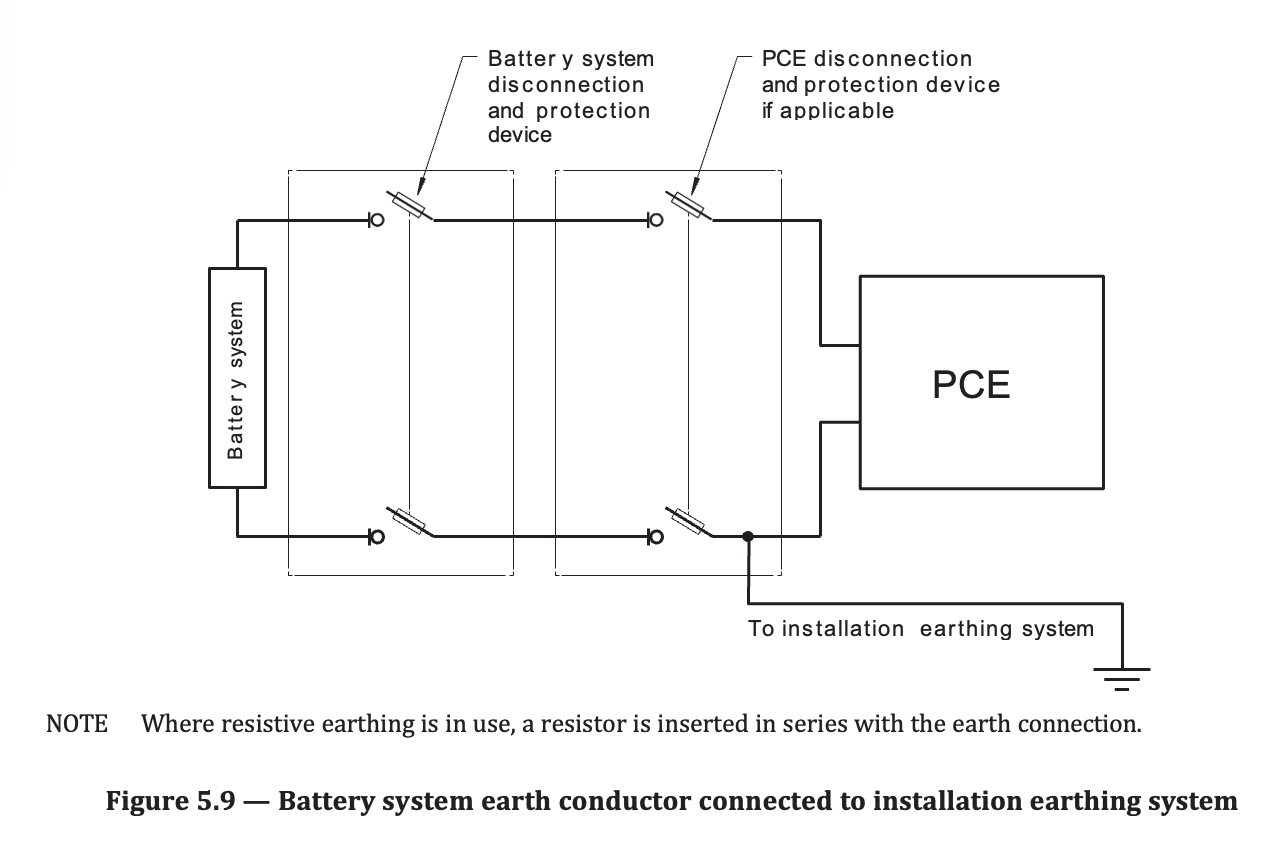 Battery system
disconnection
and protection
device
PCE disconnection
and protection device
if applicable
Battery system
PCE
To installation earthing system
NOTE Where resistive earthing is in use, a resistor is inserted in series with the earth connection.
Figure 5.9 — Battery system earth conductor connected to installation earthing system